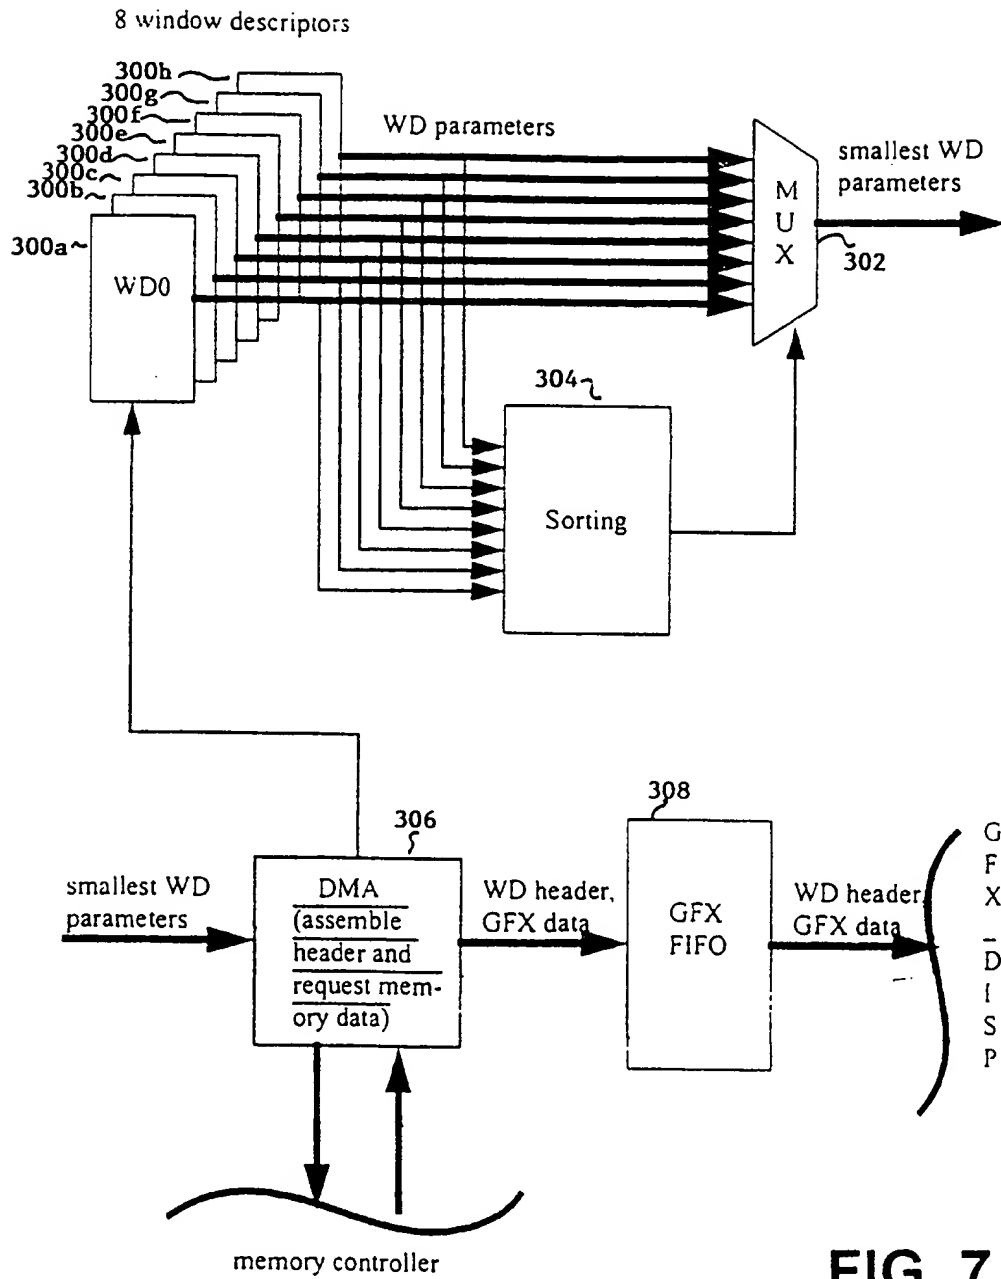 8 window descriptors
300h
300g
300f
300e
300d
300c
300b
300a
WD0
WD parameters
M
U
X
smallest WD
parameters
302
304
Sorting
306
308
smallest WD
parameters
DMA
(assemble
header and
request mem-
ory data)
WD header,
GFX data
GFX
FIFO
WD header,
GFX data
G
F
X
_
D
I
S
P
memory controller
FIG. 7